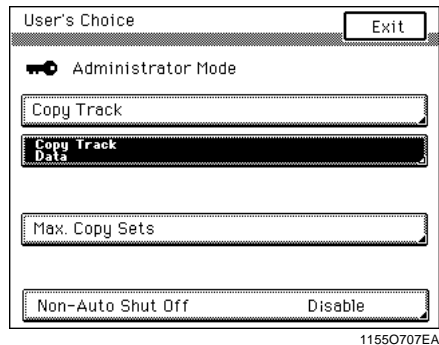 User's Choice
Exit
Administrator Mode
Copy Track
Copy Track
Data
Max. Copy Sets
Non-Auto Shut Off Disable
1155O707EA